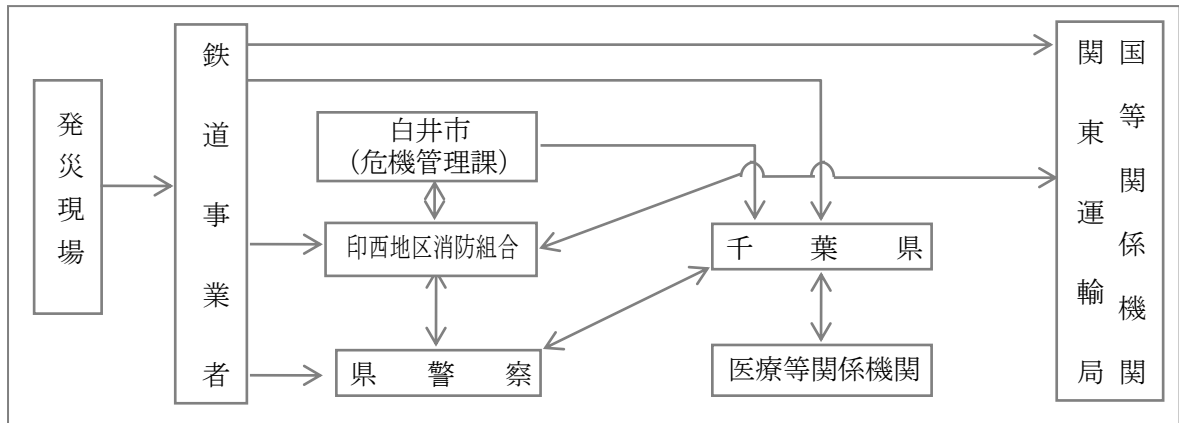 発災現場
鉄道事業者
白井市
（危機管理課）
印西地区消防組合
県警察
千葉県
医療等関係機関
国等関係機関
関東運輸局